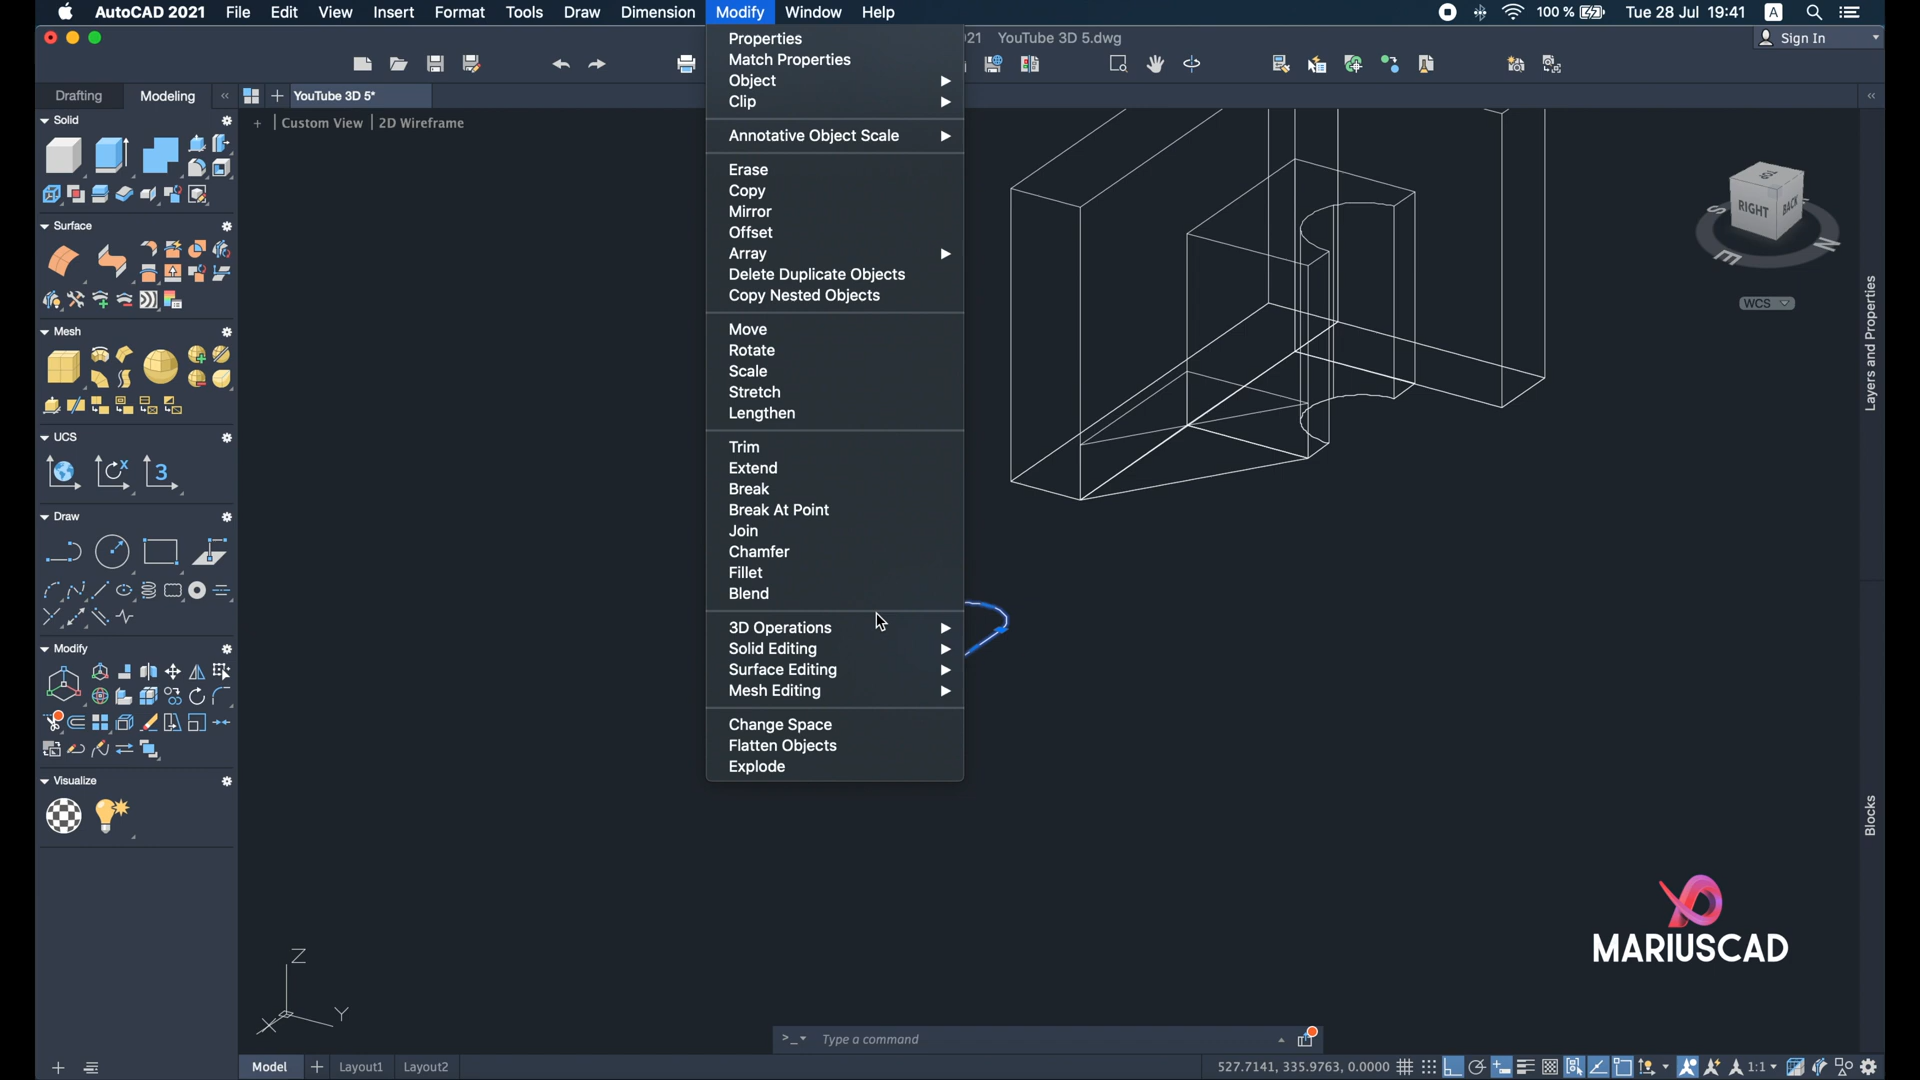 AutoCAD 2021 File Edit View Insert Format Tools Draw Dimension Modify Window Help 100 % Tue 28 Jul 19:41 A
21 YouTube 3D 5.dwg
Sign In
Drafting Modeling « YouTube 3D 5*
Solid
+ Custom View 2D Wireframe
Surface
Mesh
UCS
X 3
Draw
Modify
Visualize
Properties
Match Properties
Object
Clip
Annotative Object Scale
Erase
Copy
Mirror
Offset
Array
Delete Duplicate Objects
Copy Nested Objects
Move
Rotate
Scale
Stretch
Lengthen
Trim
Extend
Break
Break At Point
Join
Chamfer
Fillet
Blend
3D Operations
Solid Editing
Surface Editing
Mesh Editing
Change Space
Flatten Objects
Explode
TOP
RIGHT BACK
S
E N
WCS
Layers and Properties
Blocks
MARIUSCAD
Z
Y
X
>_ Type a command
Model + Layout1 Layout2
527.7141, 335.9763, 0.0000 1:1